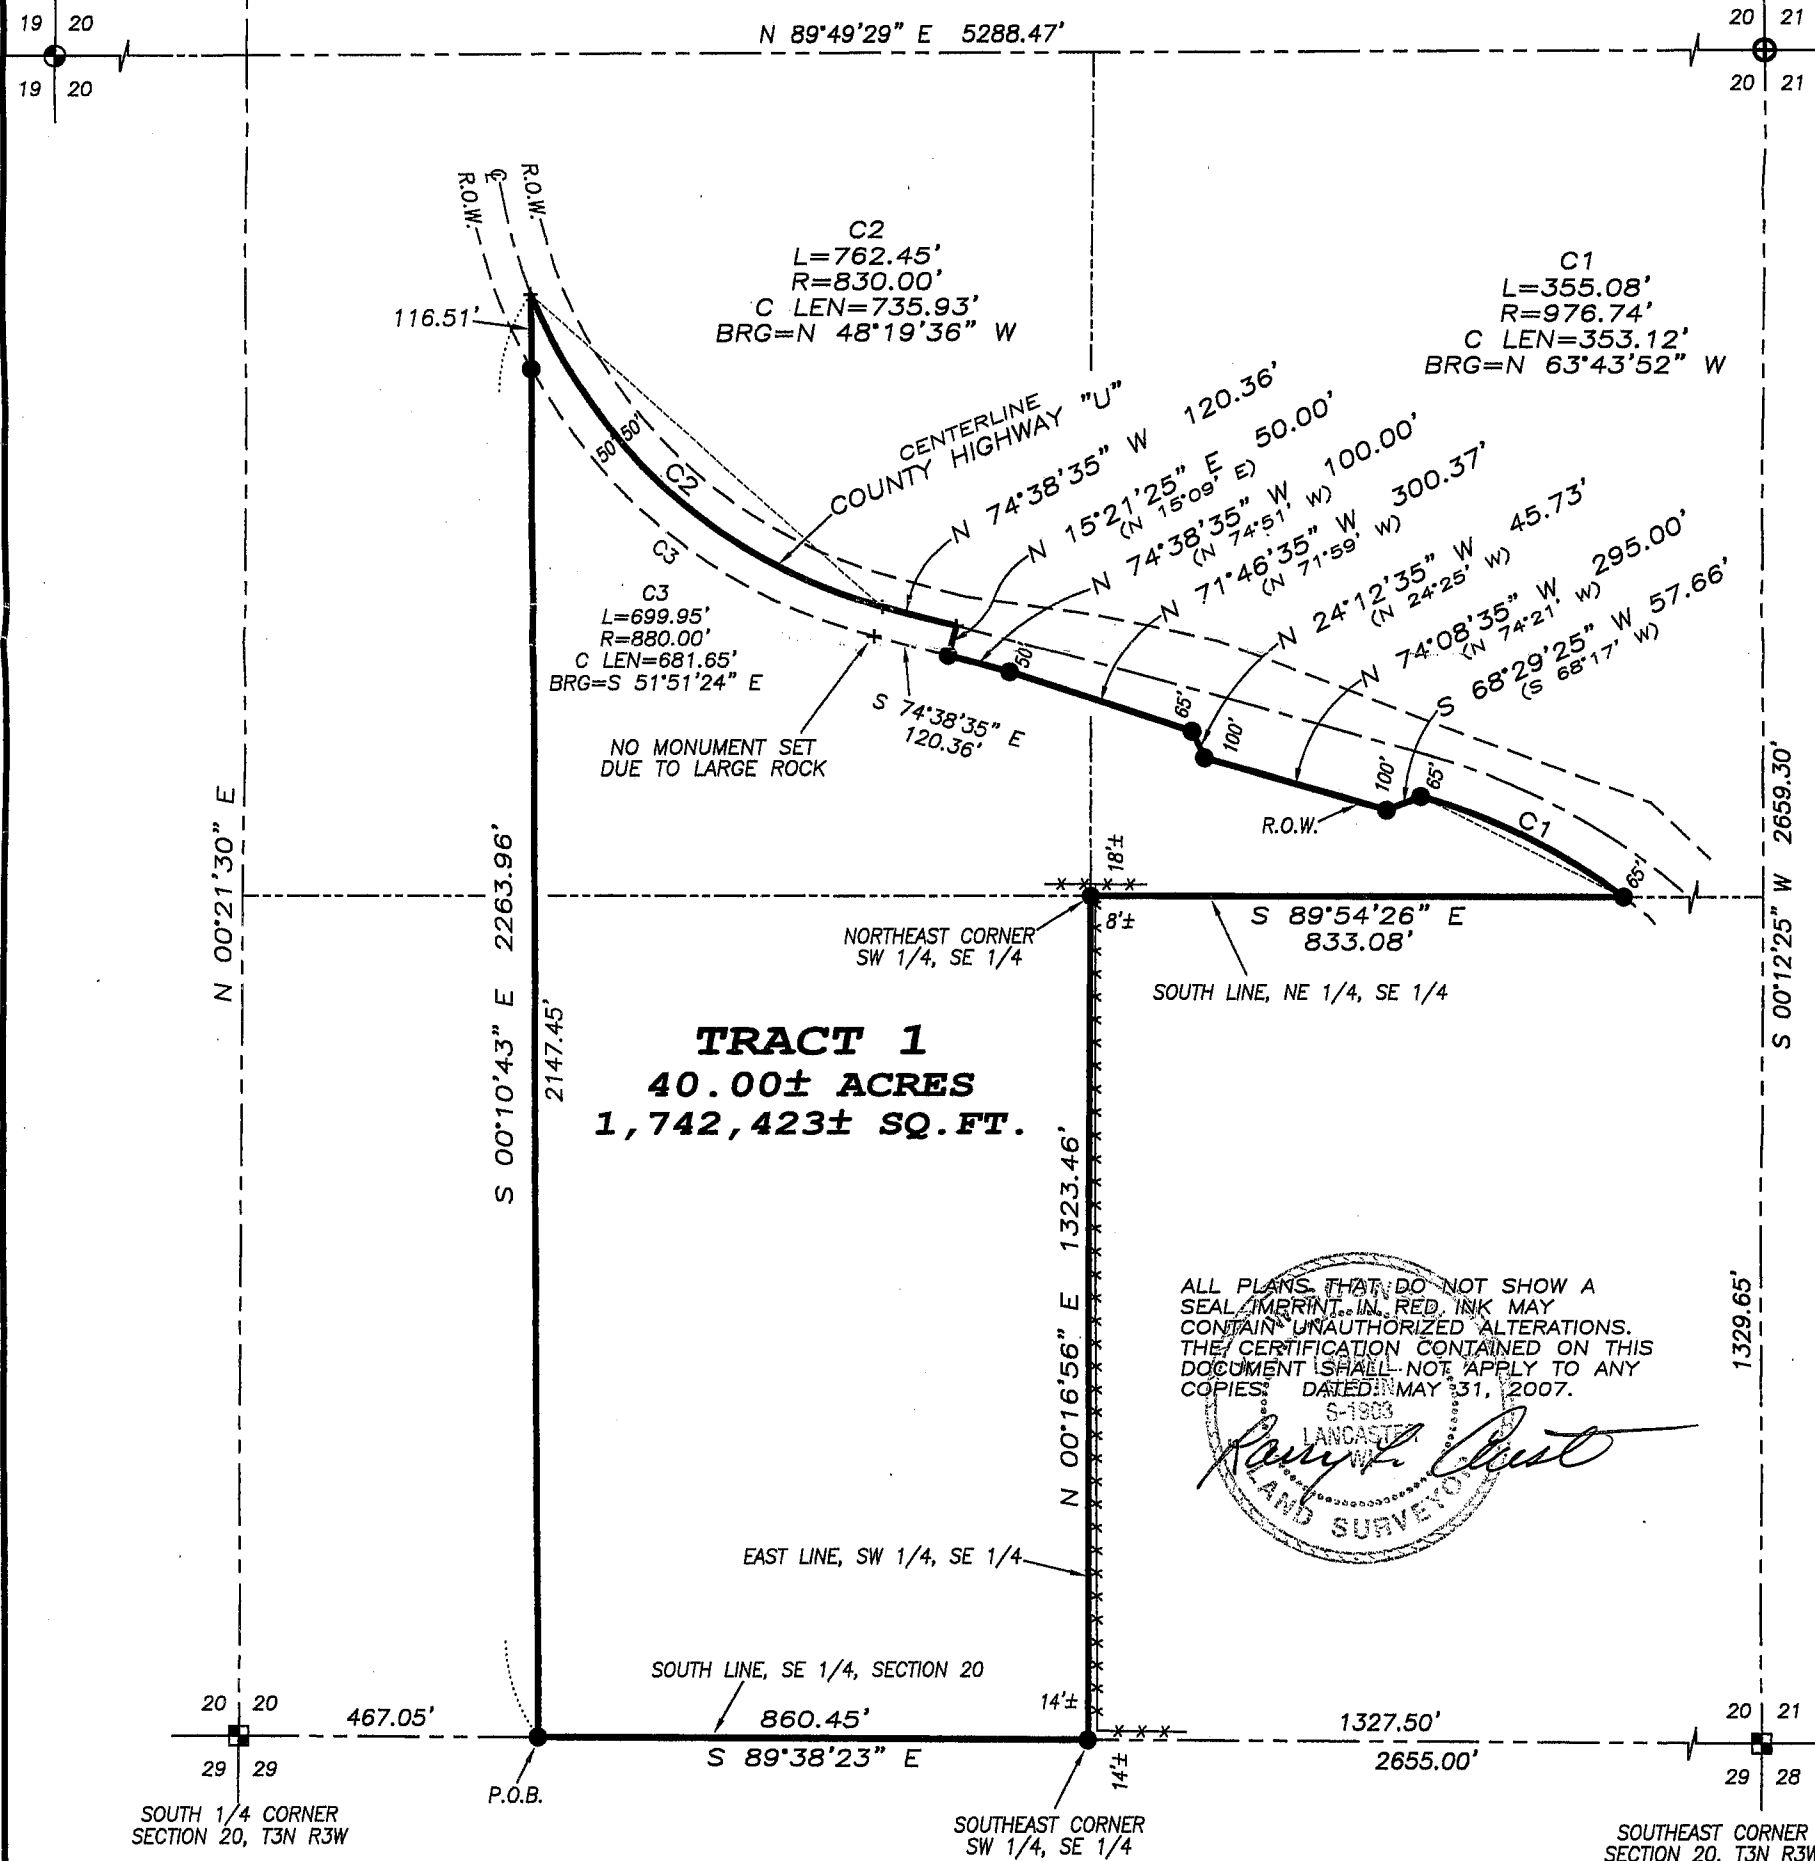 19 20
19 20
N 89°49'29" E 5288.47'
20 21
20 21
R.O.W.
℄
R.O.W.
116.51'
C2
L=762.45'
R=830.00'
C LEN=735.93'
BRG=N 48°19'36" W
C1
L=355.08'
R=976.74'
C LEN=353.12'
BRG=N 63°43'52" W
50'
50'
C2
C3
CENTERLINE
COUNTY HIGHWAY "U"
N 74°38'35" W 120.36'
N 15°21'25" E 50.00'
(N 15°09' E)
N 74°38'35" W 100.00'
(N 74°51' W)
N 71°46'35" W 300.37'
(N 71°59' W)
N 24°12'35" W 45.73'
(N 24°25' W)
N 74°08'35" W 295.00'
(N 74°21' W)
S 68°29'25" W 57.66'
(S 68°17' W)
C3
L=699.95'
R=880.00'
C LEN=681.65'
BRG=S 51°51'24" E
S 74°38'35" E
120.36'
NO MONUMENT SET
DUE TO LARGE ROCK
50'
65'
100'
100'
65'
R.O.W.
C1
65'
N 00°21'30" E
S 00°10'43" E 2263.96'
2147.45'
18'±
8'±
NORTHEAST CORNER
SW 1/4, SE 1/4
S 89°54'26" E
833.08'
SOUTH LINE, NE 1/4, SE 1/4
S 00°12'25" W 2659.30'
1329.65'
TRACT 1
40.00± ACRES
1,742,423± SQ.FT.
N 00°16'56" E 1323.46'
ALL PLANS THAT DO NOT SHOW A
SEAL IMPRINT IN RED INK MAY
CONTAIN UNAUTHORIZED ALTERATIONS.
THE CERTIFICATION CONTAINED ON THIS
DOCUMENT SHALL NOT APPLY TO ANY
COPIES. DATED: MAY 31, 2007.
S-1903
LANCASTER
LAND SURVEYOR
EAST LINE, SW 1/4, SE 1/4
SOUTH LINE, SE 1/4, SECTION 20
14'±
20 20
29 29
467.05'
860.45'
S 89°38'23" E
P.O.B.
14'±
1327.50'
2655.00'
20 21
29 28
SOUTH 1/4 CORNER
SECTION 20, T3N R3W
SOUTHEAST CORNER
SW 1/4, SE 1/4
SOUTHEAST CORNER
SECTION 20, T3N R3W